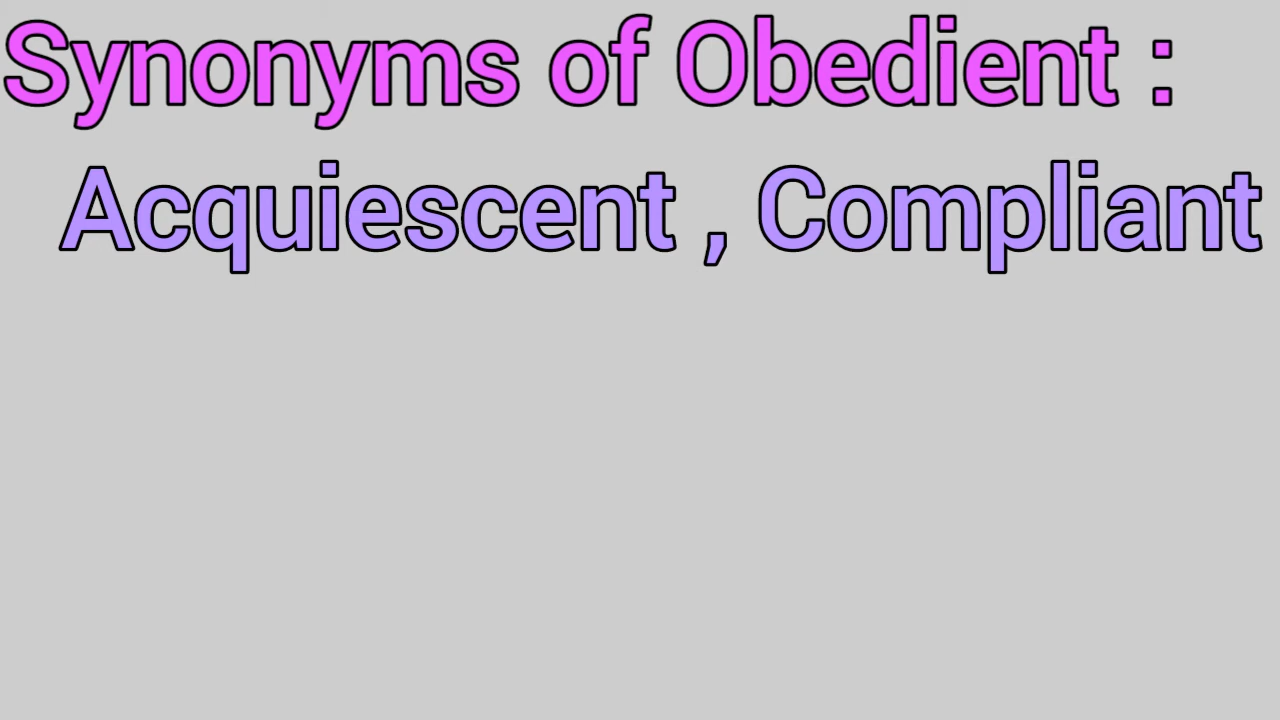 Synonyms of Obedient :
Acquiescent , Compliant